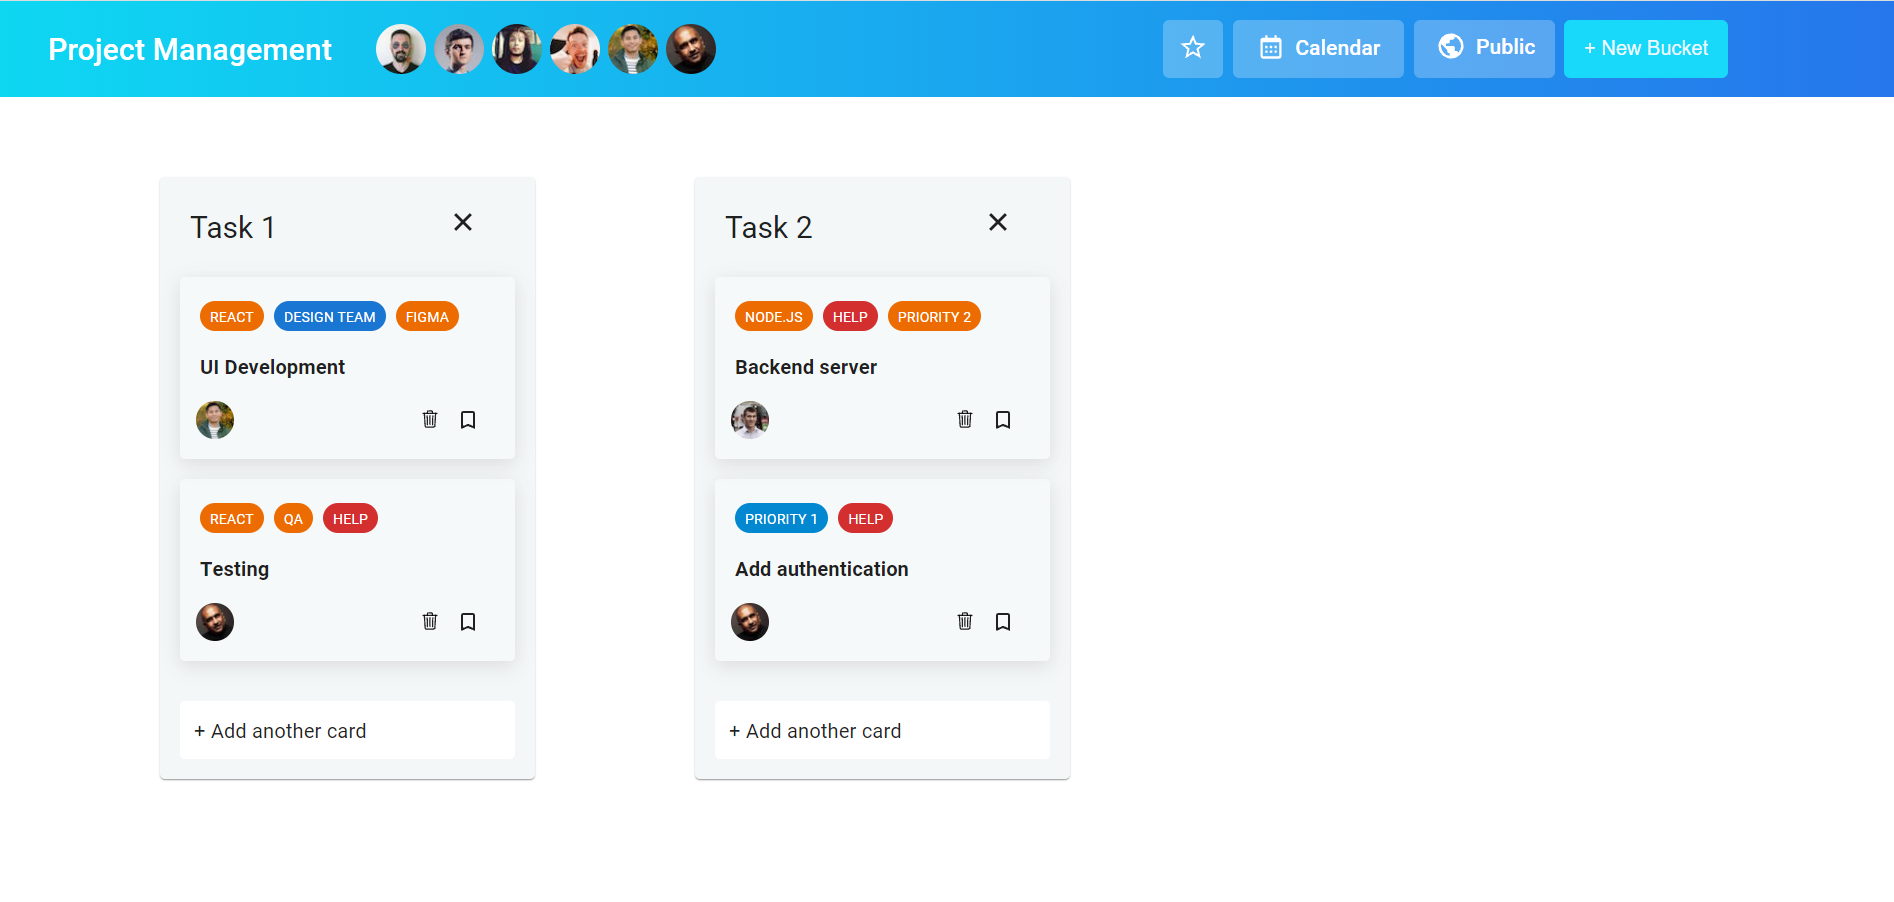 Project Management
Calendar
Public
+ New Bucket
Task 1
REACT DESIGN TEAM FIGMA
UI Development
REACT QA HELP
Testing
+ Add another card
Task 2
NODE.JS HELP PRIORITY 2
Backend server
PRIORITY 1 HELP
Add authentication
+ Add another card